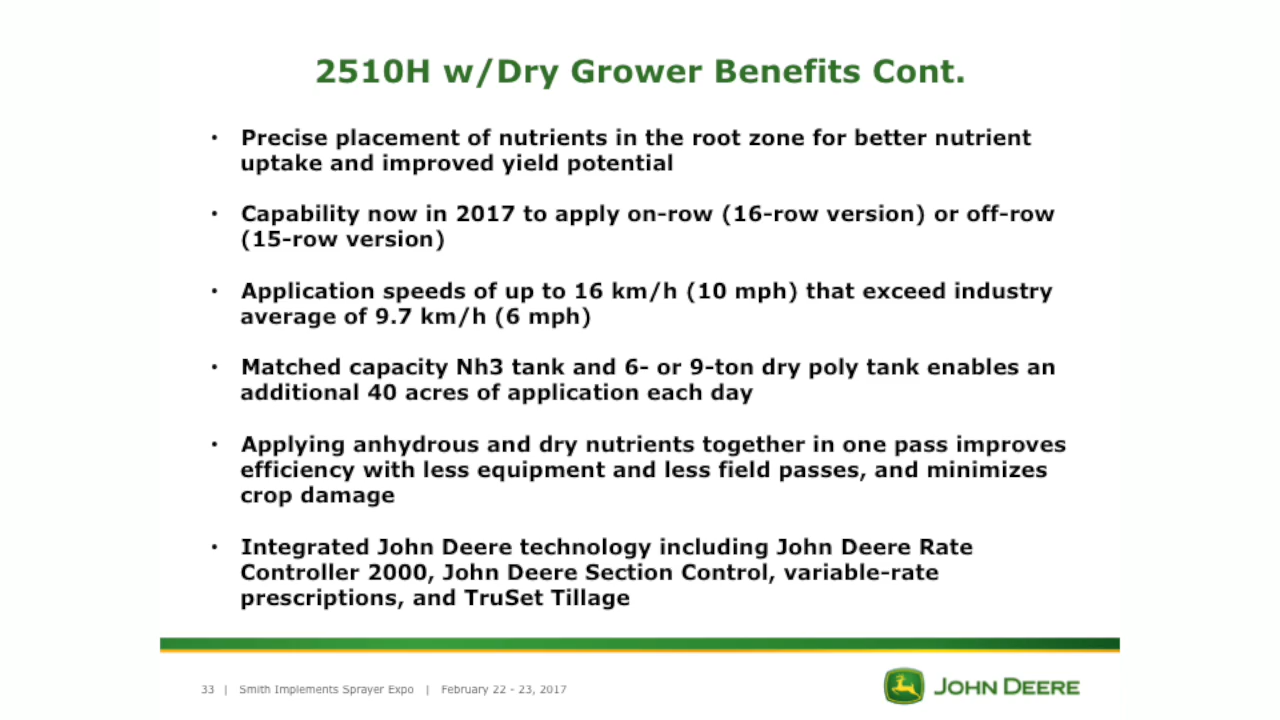 2510H w/Dry Grower Benefits Cont.
• Precise placement of nutrients in the root zone for better nutrient
uptake and improved yield potential
• Capability now in 2017 to apply on-row (16-row version) or off-row
(15-row version)
• Application speeds of up to 16 km/h (10 mph) that exceed industry
average of 9.7 km/h (6 mph)
• Matched capacity Nh3 tank and 6- or 9-ton dry poly tank enables an
additional 40 acres of application each day
• Applying anhydrous and dry nutrients together in one pass improves
efficiency with less equipment and less field passes, and minimizes
crop damage
• Integrated John Deere technology including John Deere Rate
Controller 2000, John Deere Section Control, variable-rate
prescriptions, and TruSet Tillage
33 | Smith Implements Sprayer Expo | February 22 - 23, 2017
JOHN DEERE